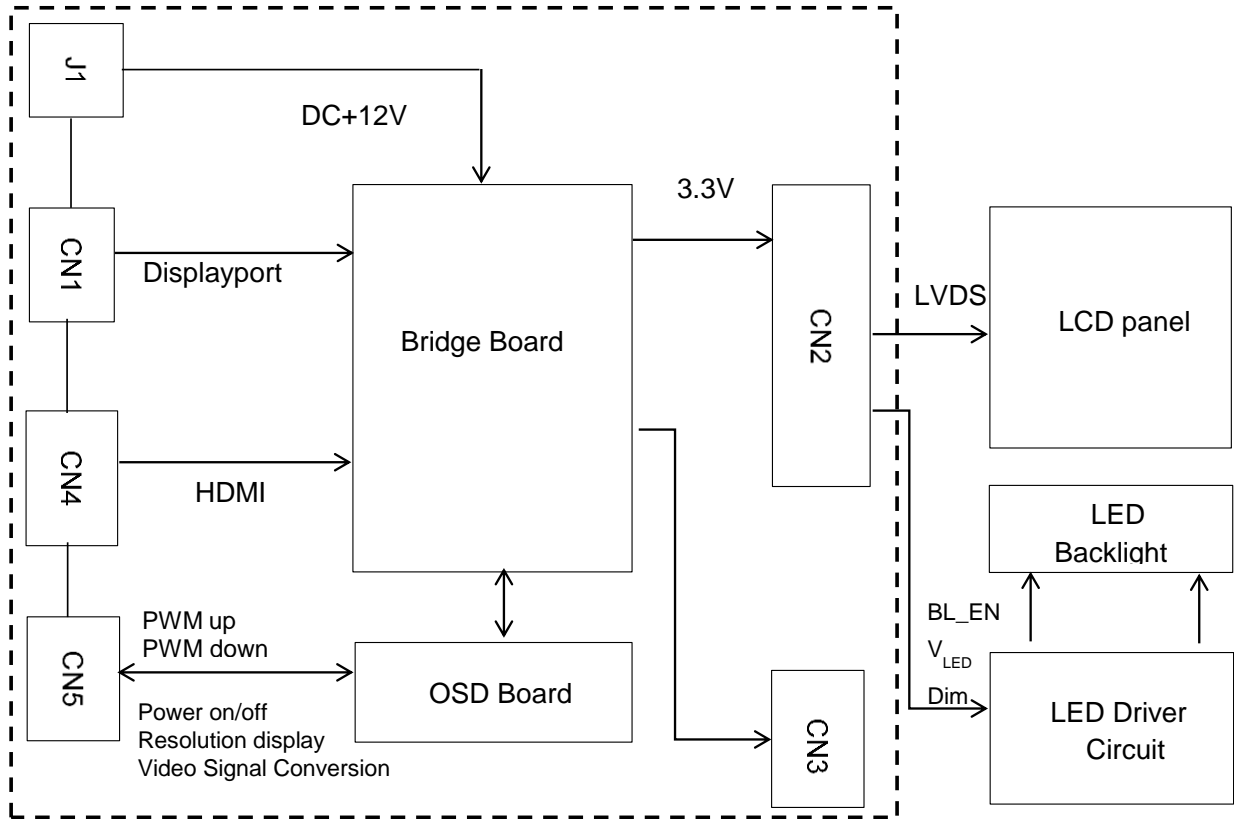 J1
DC+12V
3.3V
CN1
Displayport
Bridge Board
CN2
LVDS
LCD panel
CN4
HDMI
LED
Backlight
CN5
PWM up
PWM down
Power on/off
Resolution display
Video Signal Conversion
OSD Board
CN3
BL_EN
VLED
Dim
LED Driver
Circuit